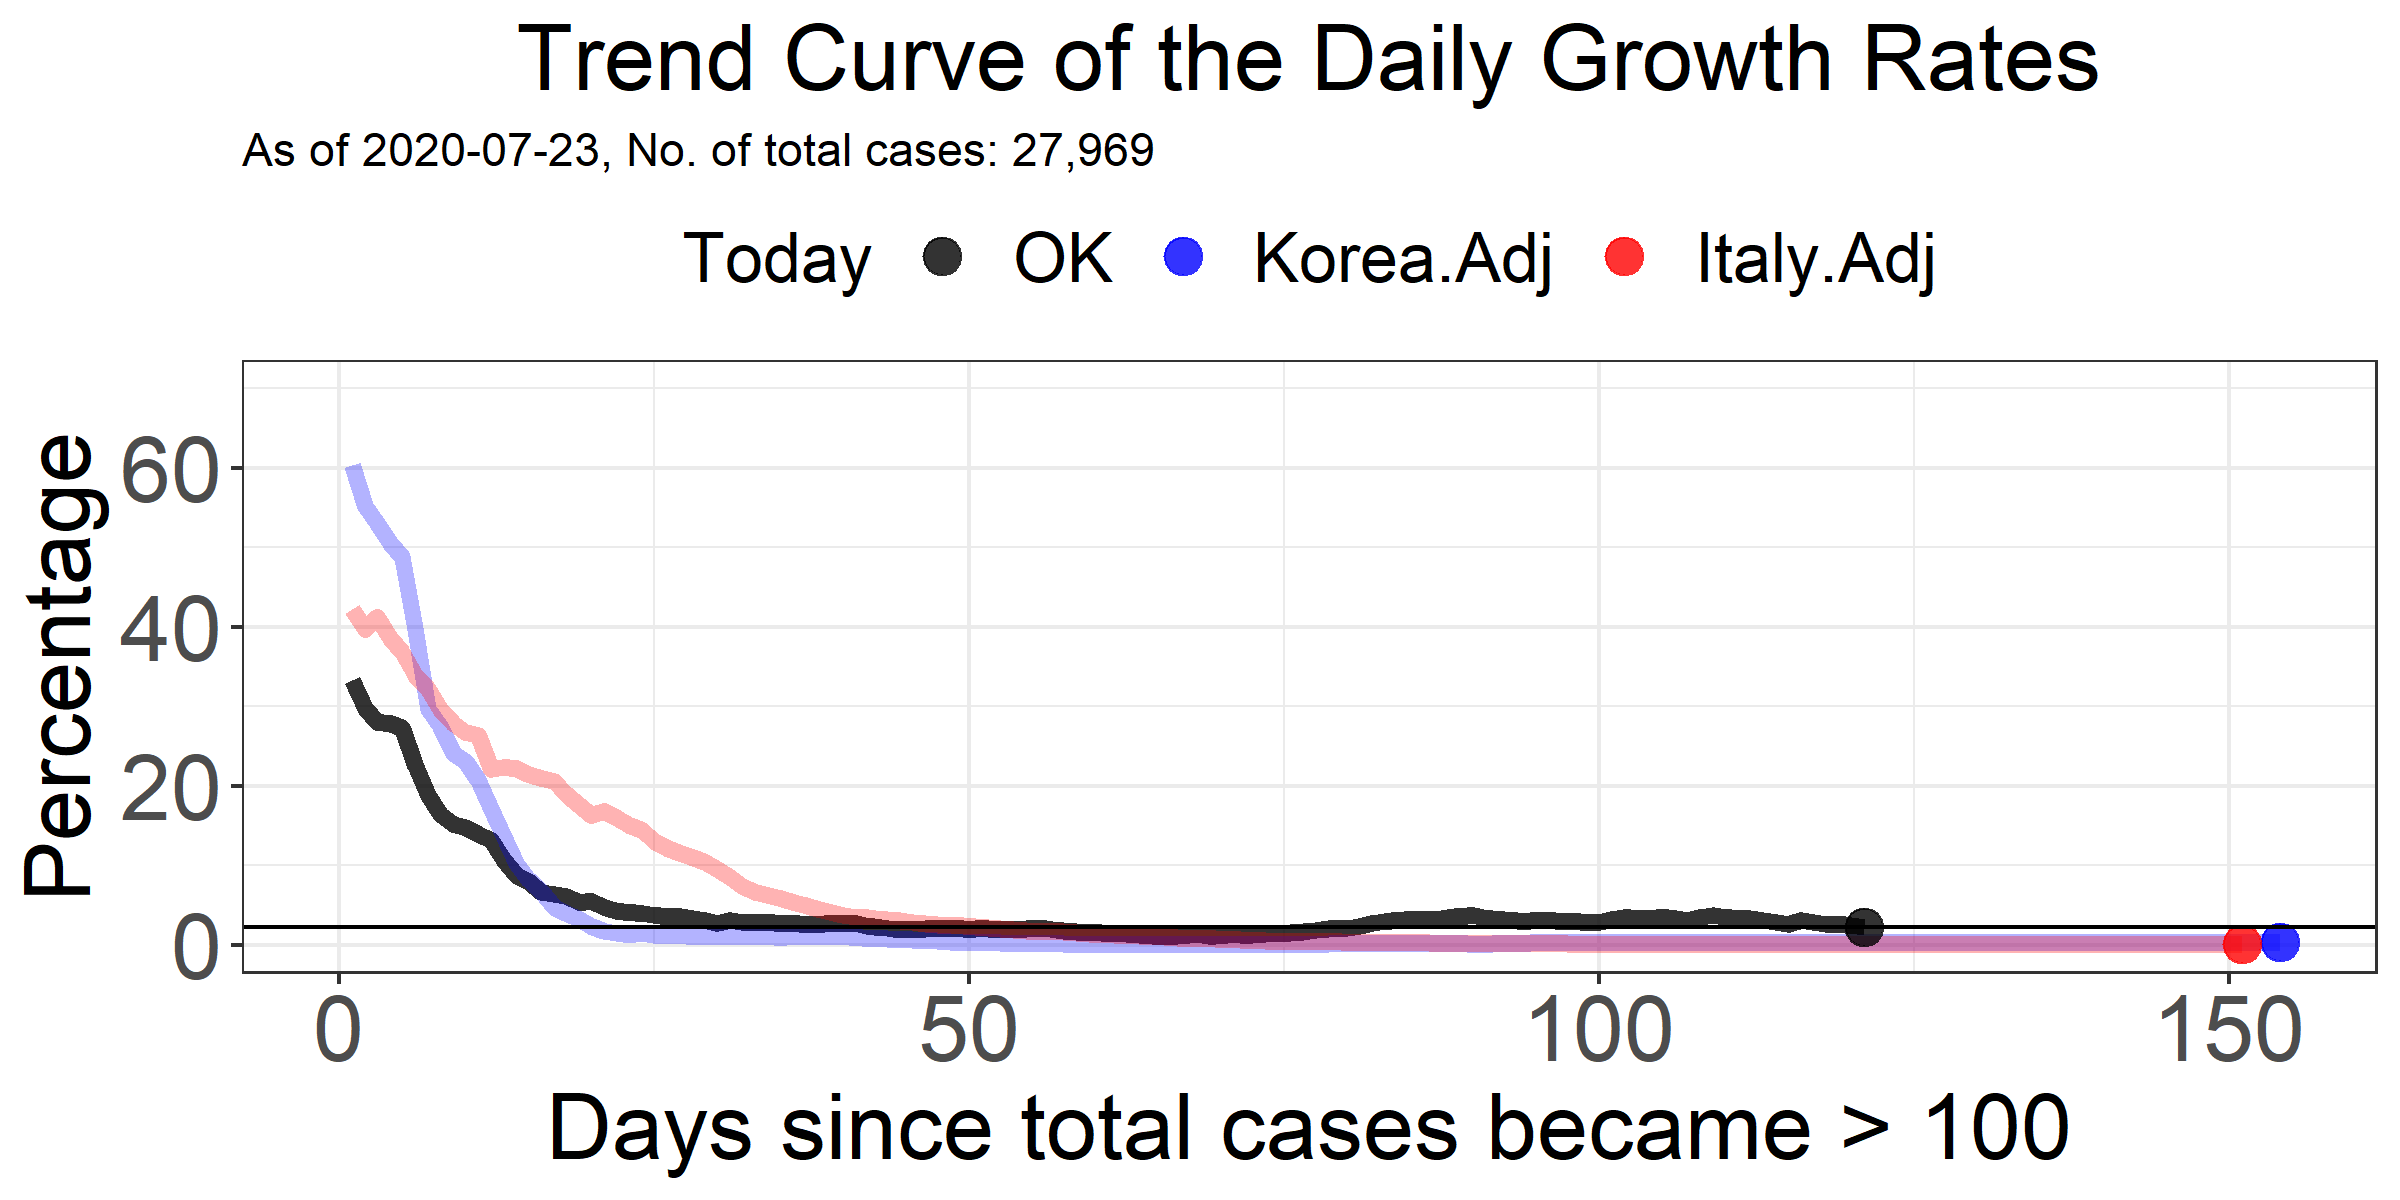 Trend Curve of the Daily Growth Rates
As of 2020-07-23, No. of total cases: 27,969
Today OK Korea.Adj Italy.Adj
Percentage
60
40
20
0
0 50 100 150
Days since total cases became > 100